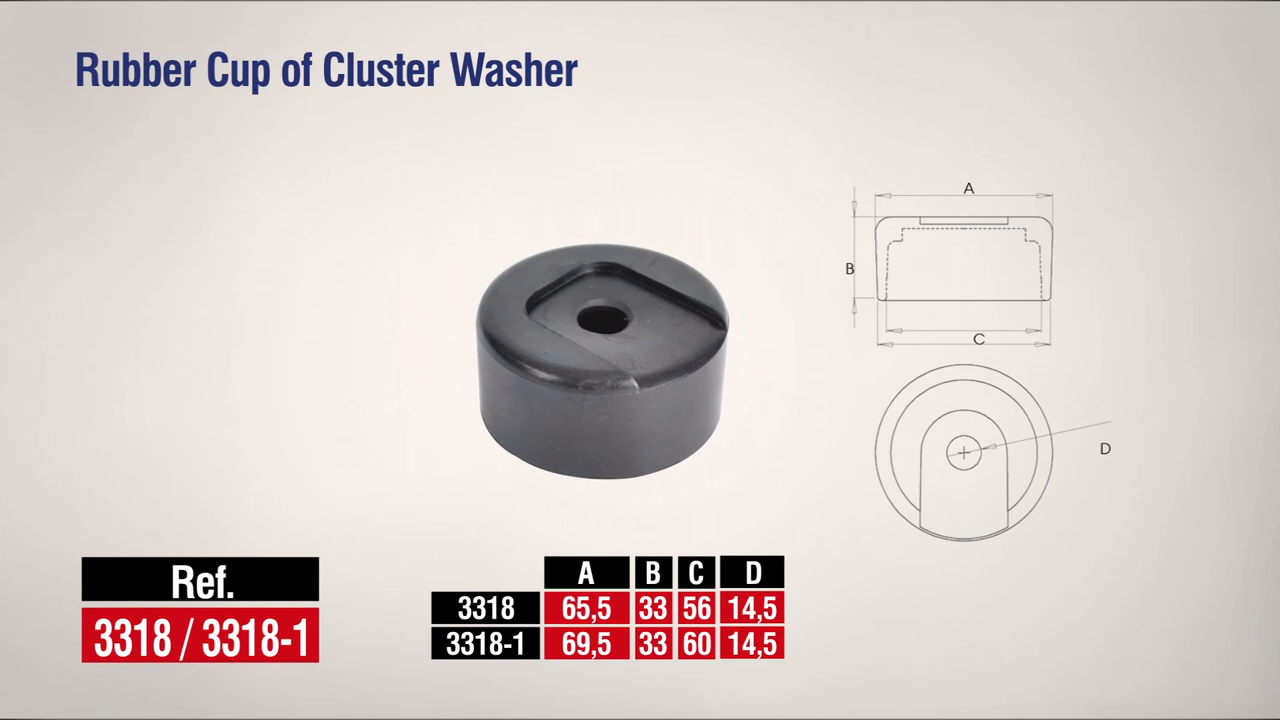 Rubber Cup of Cluster Washer
A
B
C
D
Ref.
3318 / 3318-1
A B C D
3318 65,5 33 56 14,5
3318-1 69,5 33 60 14,5